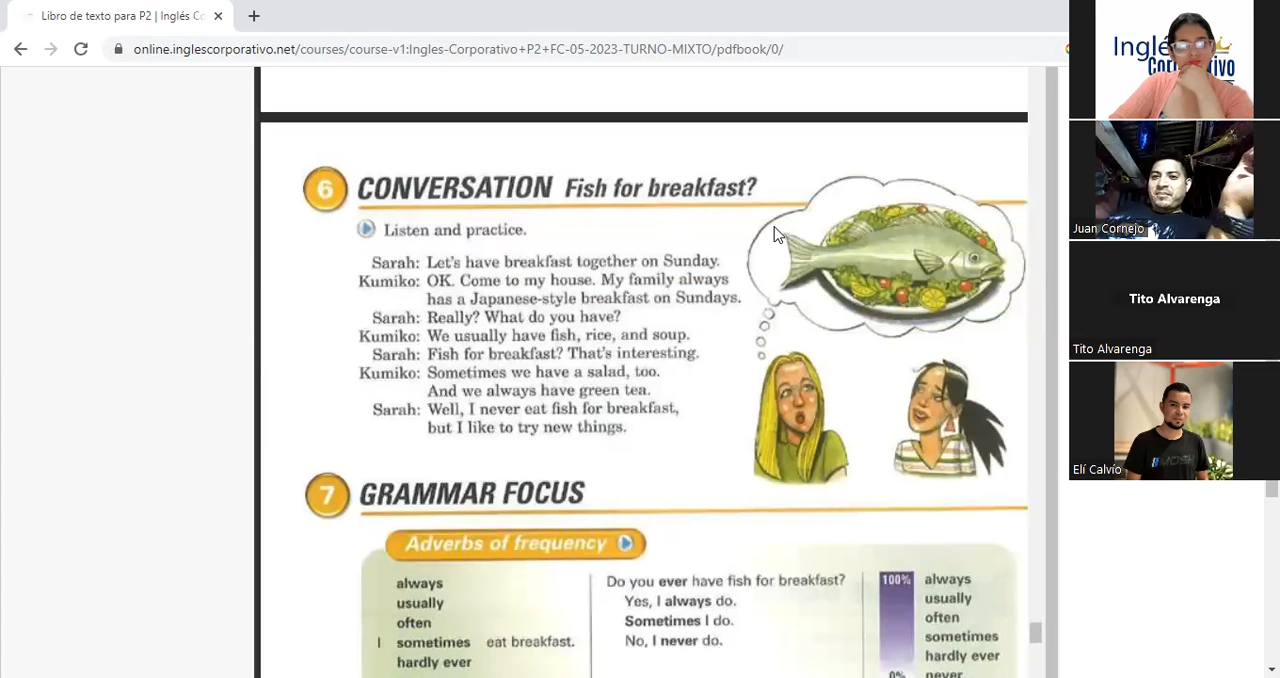 Libro de texto para P2 | Inglés Co
online.inglescorporativo.net/courses/course-v1:Ingles-Corporativo+P2+FC-05-2023-TURNO-MIXTO/pdfbook/0/
6 CONVERSATION Fish for breakfast?
Listen and practice.
Sarah: Let's have breakfast together on Sunday.
Kumiko: OK. Come to my house. My family always
has a Japanese-style breakfast on Sundays.
Sarah: Really? What do you have?
Kumiko: We usually have fish, rice, and soup.
Sarah: Fish for breakfast? That's interesting.
Kumiko: Sometimes we have a salad, too.
And we always have green tea.
Sarah: Well, I never eat fish for breakfast,
but I like to try new things.
7 GRAMMAR FOCUS
Adverbs of frequency
always
usually
often
I sometimes eat breakfast.
hardly ever
Do you ever have fish for breakfast?
Yes, I always do.
Sometimes I do.
No, I never do.
100% always
usually
often
sometimes
hardly ever
0% never
Juan Cornejo
Tito Alvarenga
Tito Alvarenga
Elí Calvío